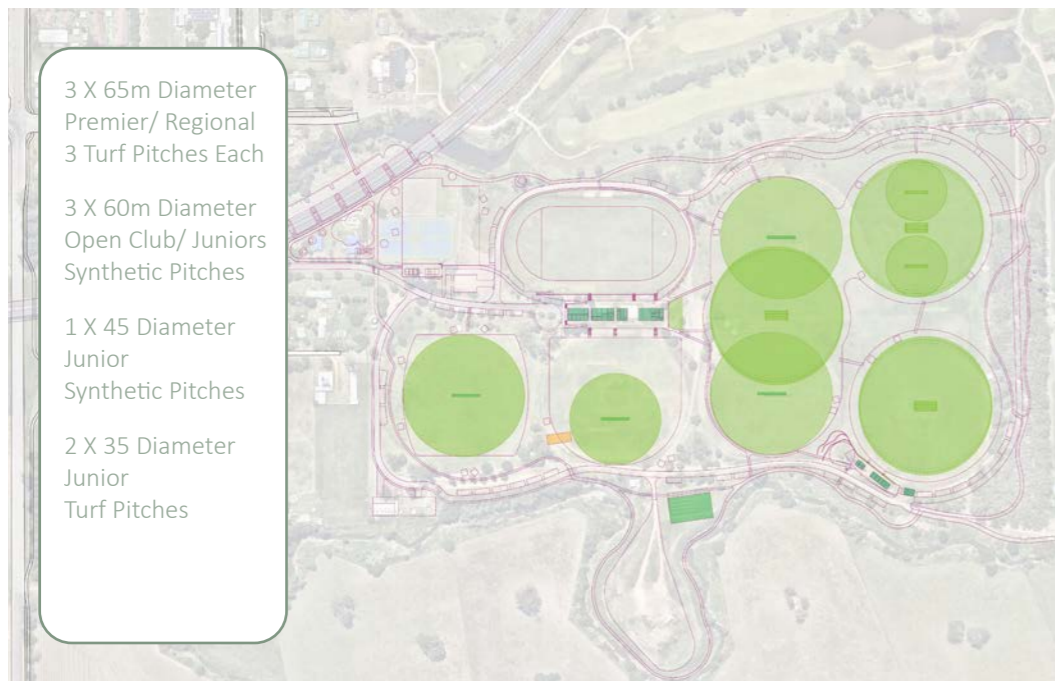 3 X 65m Diameter
Premier/ Regional
3 Turf Pitches Each
3 X 60m Diameter
Open Club/ Juniors
Synthetic Pitches
1 X 45 Diameter
Junior
Synthetic Pitches
2 X 35 Diameter
Junior
Turf Pitches